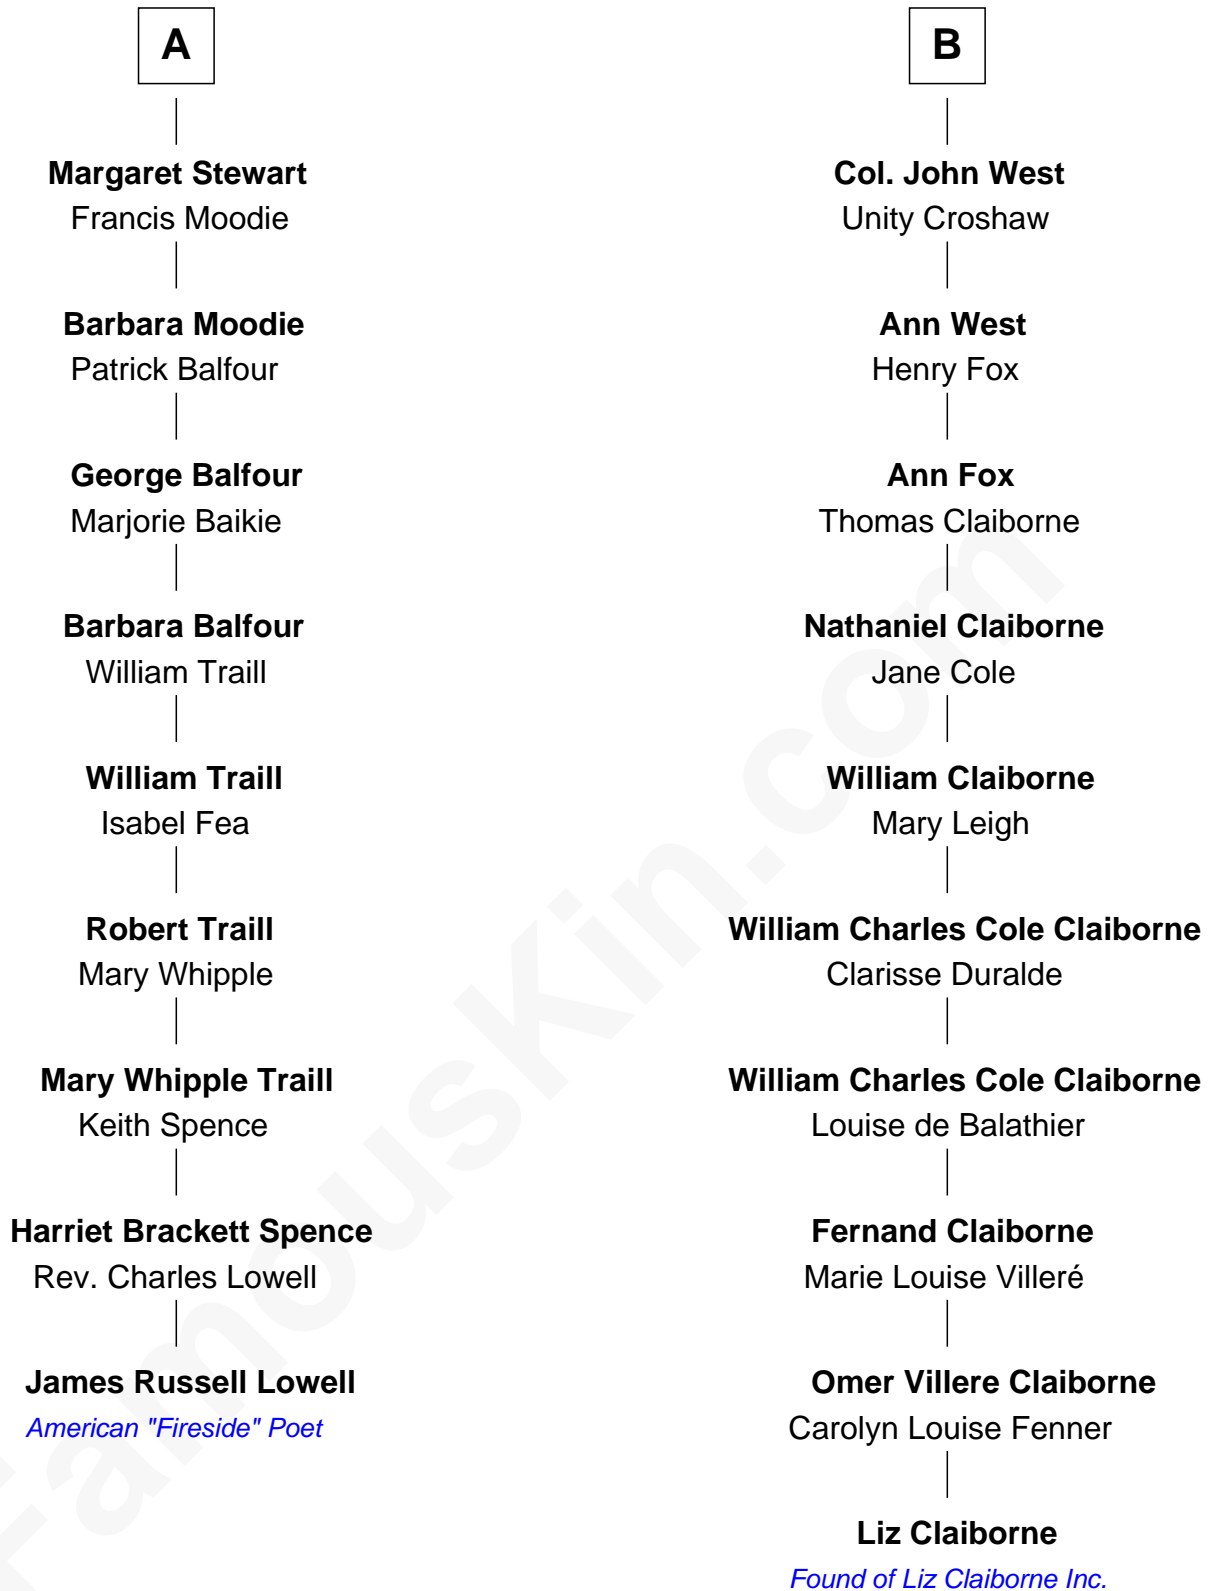 A
Margaret Stewart
Francis Moodie
Barbara Moodie
Patrick Balfour
George Balfour
Marjorie Baikie
Barbara Balfour
William Traill
William Traill
Isabel Fea
Robert Traill
Mary Whipple
Mary Whipple Traill
Keith Spence
Harriet Brackett Spence
Rev. Charles Lowell
James Russell Lowell
American "Fireside" Poet
B
Col. John West
Unity Croshaw
Ann West
Henry Fox
Ann Fox
Thomas Claiborne
Nathaniel Claiborne
Jane Cole
William Claiborne
Mary Leigh
William Charles Cole Claiborne
Clarisse Duralde
William Charles Cole Claiborne
Louise de Balathier
Fernand Claiborne
Marie Louise Villeré
Omer Villere Claiborne
Carolyn Louise Fenner
Liz Claiborne
Found of Liz Claiborne Inc.
FamousKin.com